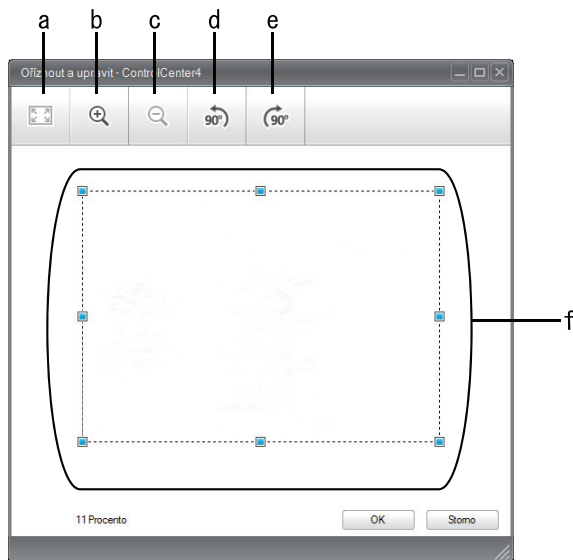 a b c d e
Oříznout a upravit - ControlCenter4
90° 90°
f
11 Procento OK Storno